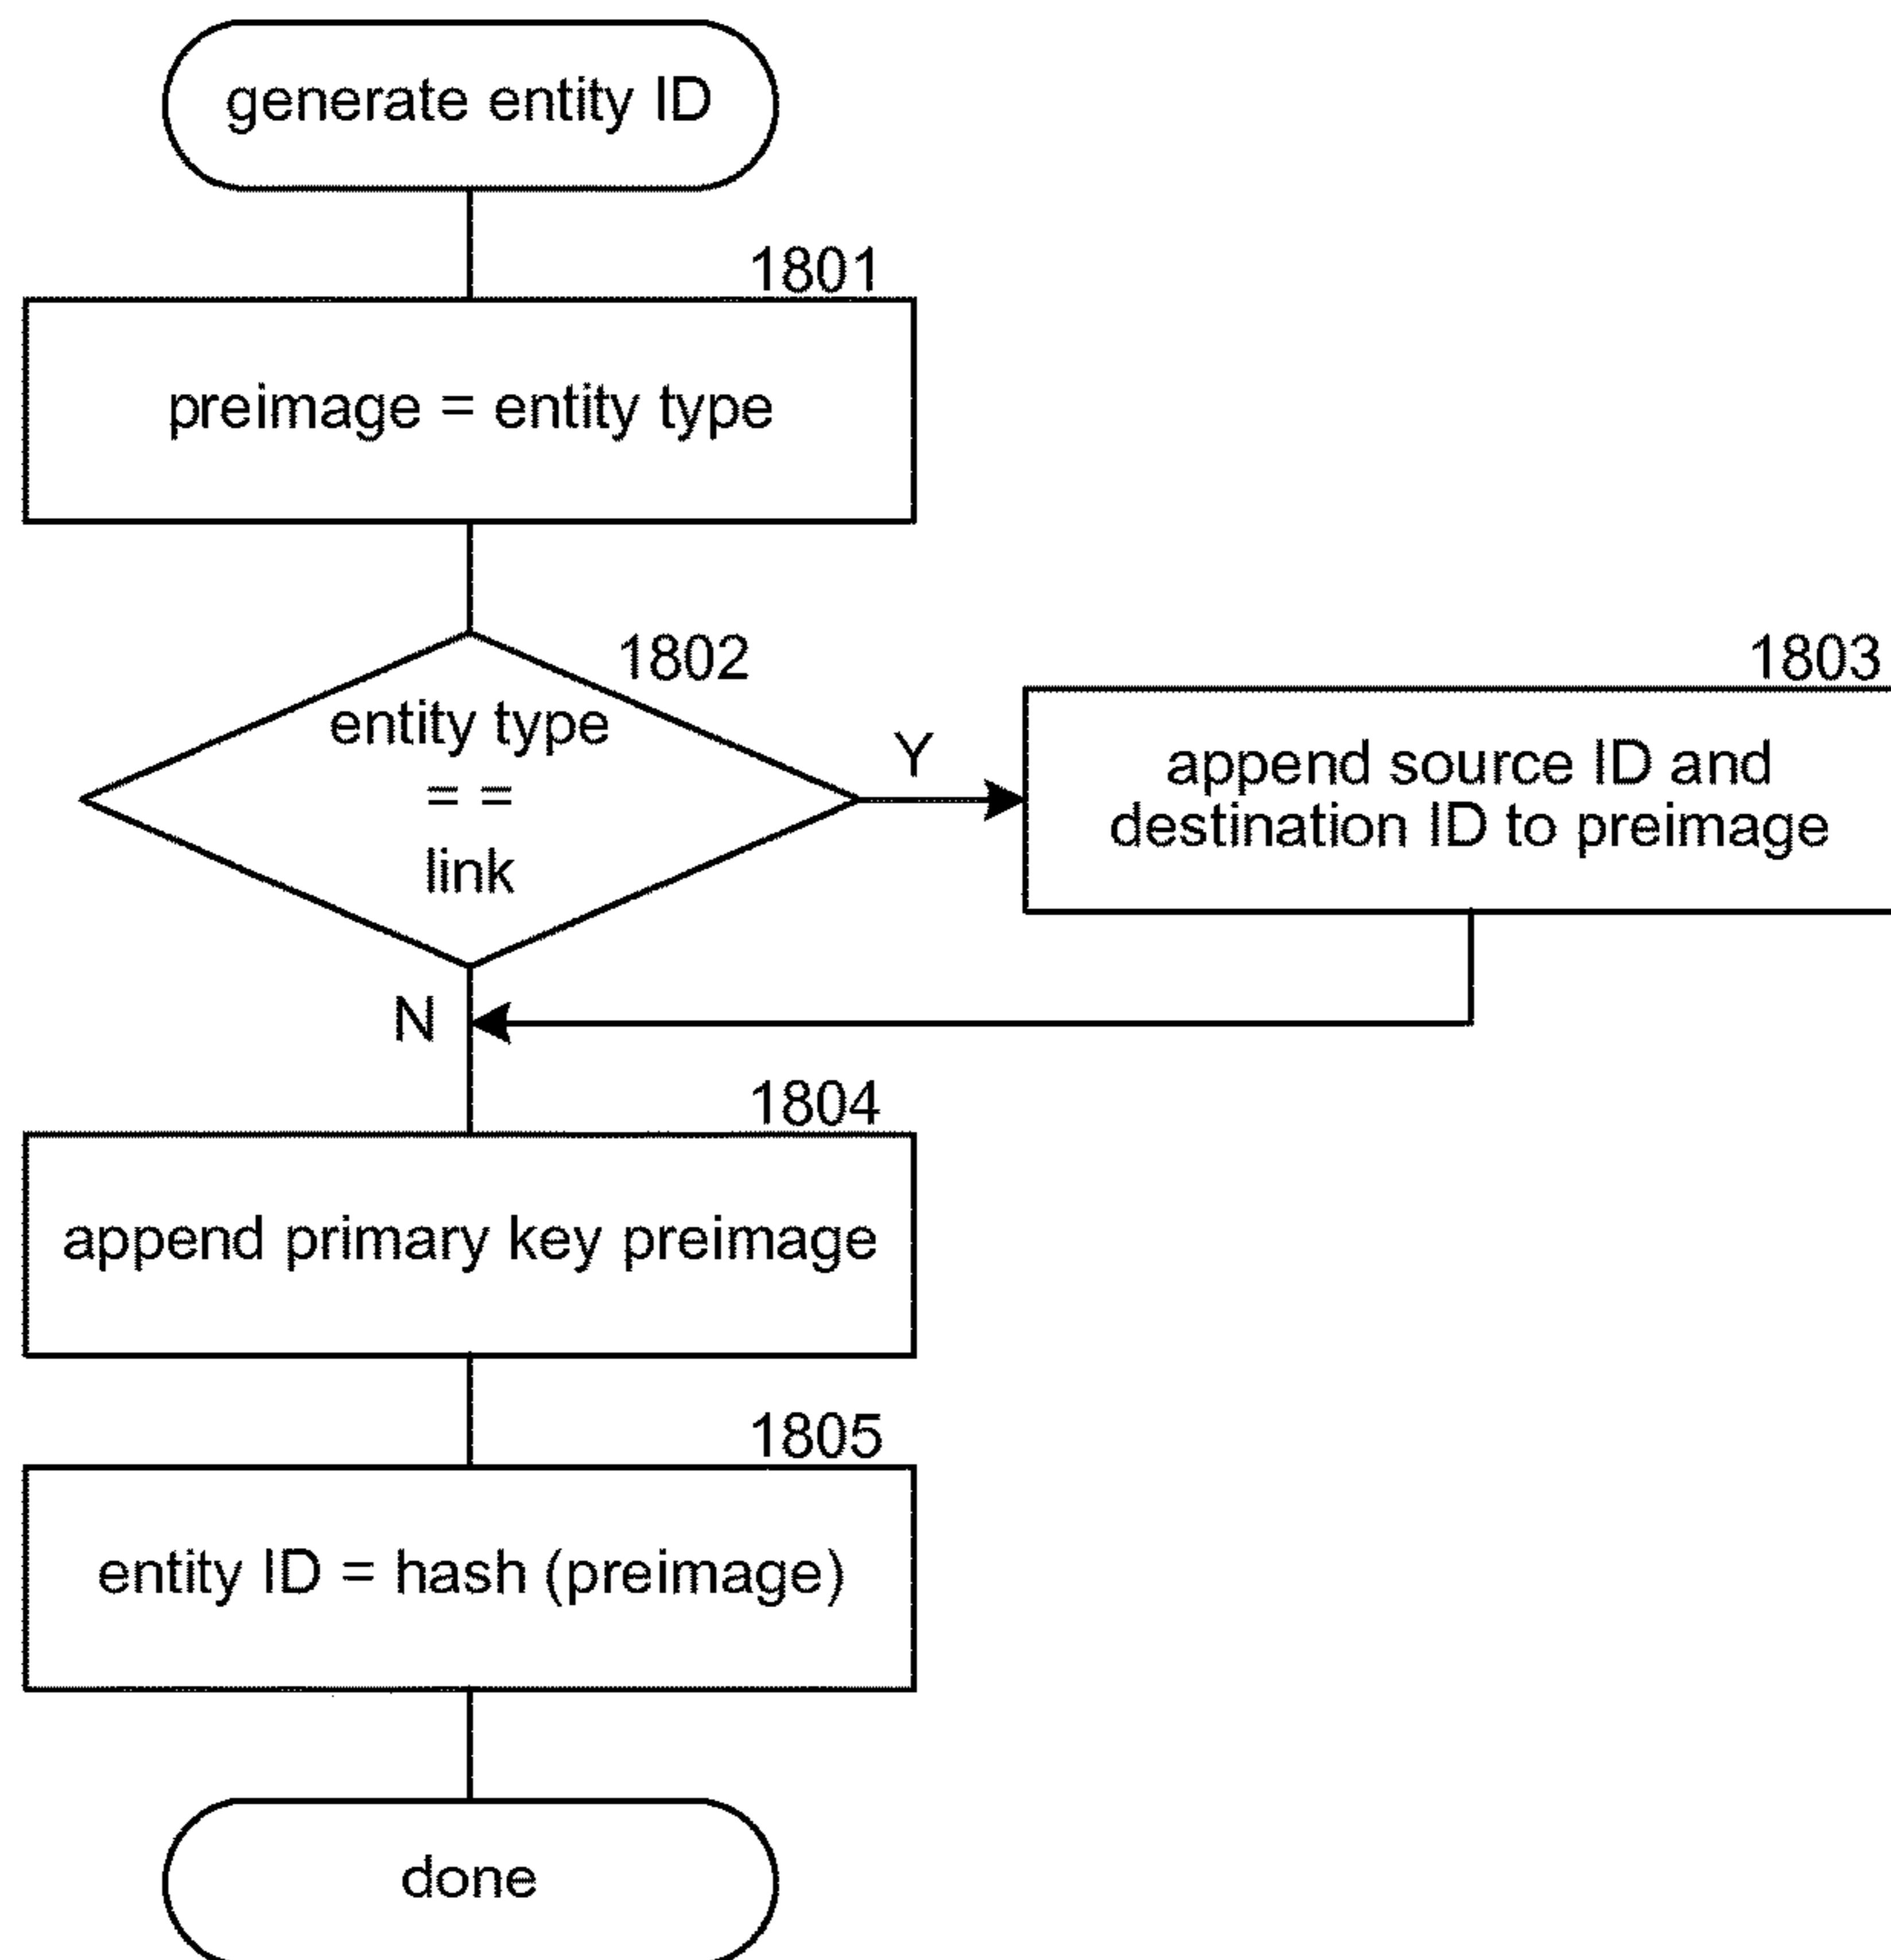 generate entity ID
1801
preimage = entity type
1802
entity type
= =
link
Y
1803
append source ID and
destination ID to preimage
N
1804
append primary key preimage
1805
entity ID = hash (preimage)
done